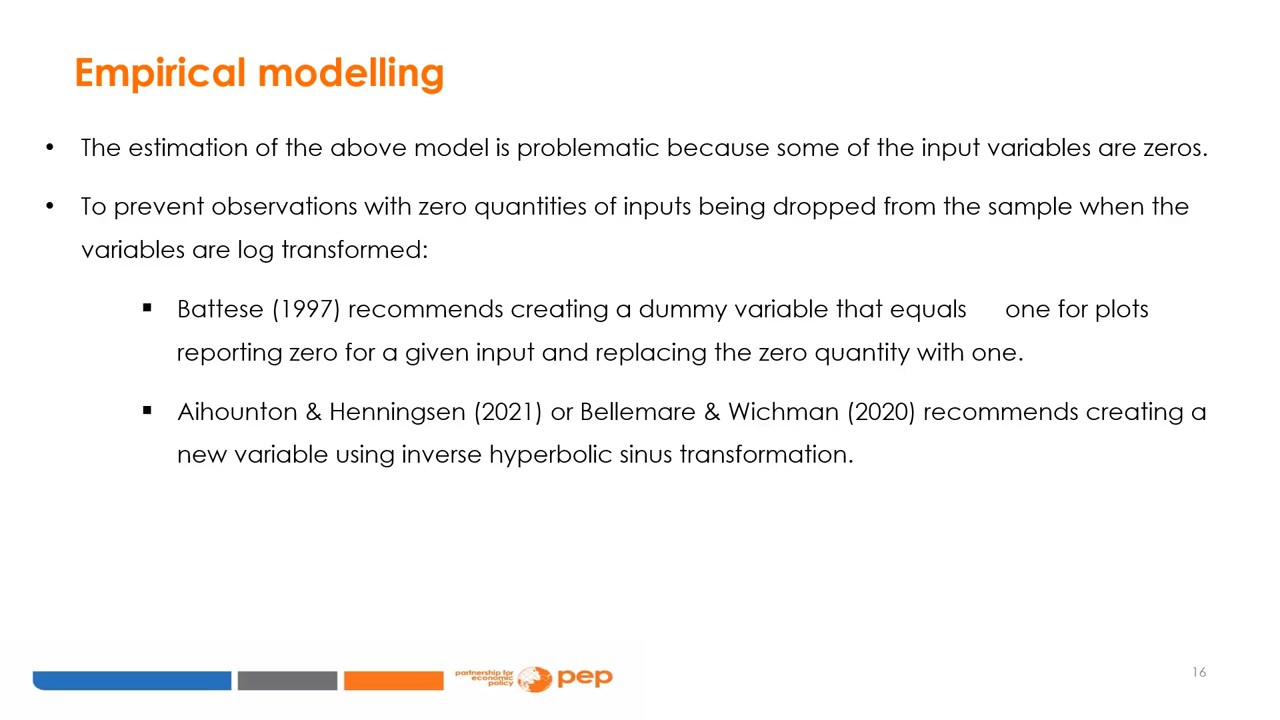 Empirical modelling
• The estimation of the above model is problematic because some of the input variables are zeros.
• To prevent observations with zero quantities of inputs being dropped from the sample when the
variables are log transformed:
▪ Battese (1997) recommends creating a dummy variable that equals one for plots
reporting zero for a given input and replacing the zero quantity with one.
▪ Aihounton & Henningsen (2021) or Bellemare & Wichman (2020) recommends creating a
new variable using inverse hyperbolic sinus transformation.
partnership for
economic
policy
pep
16